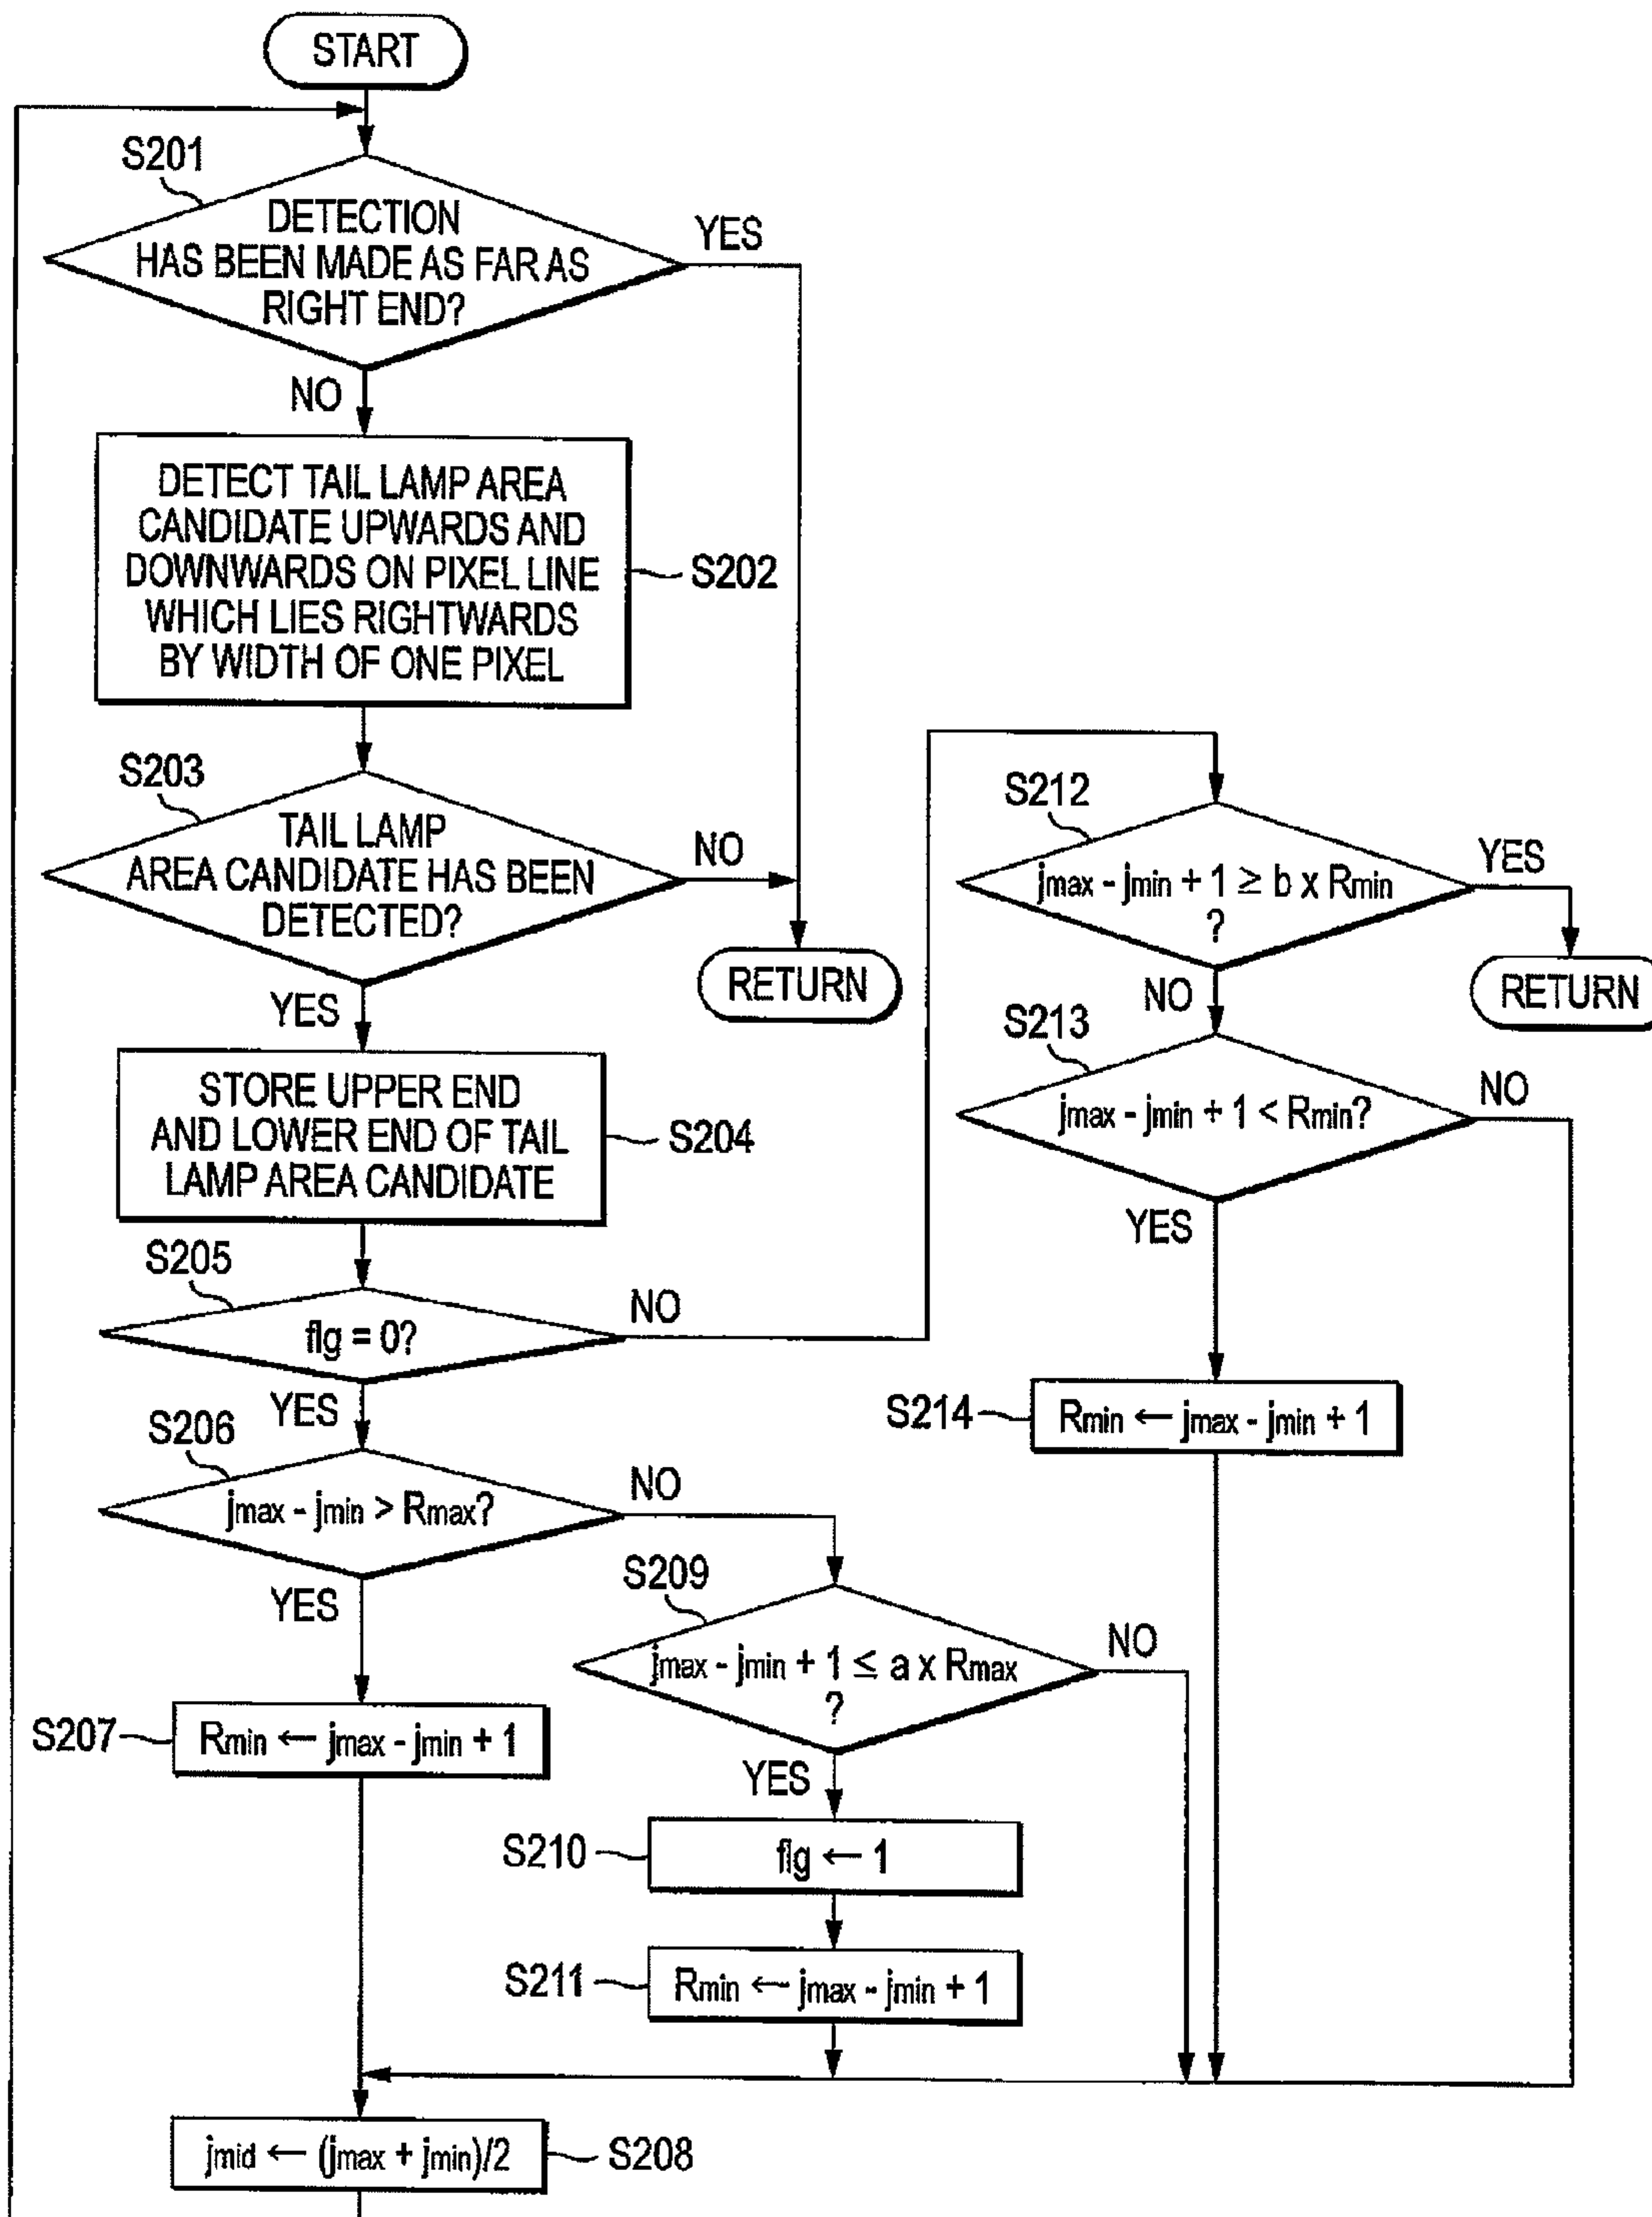 START
S201
DETECTION
HAS BEEN MADE AS FAR AS
RIGHT END?
YES
NO
DETECT TAIL LAMP AREA
CANDIDATE UPWARDS AND
DOWNWARDS ON PIXEL LINE
WHICH LIES RIGHTWARDS
BY WIDTH OF ONE PIXEL
S202
S203
TAIL LAMP
AREA CANDIDATE HAS BEEN
DETECTED?
NO
YES
RETURN
STORE UPPER END
AND LOWER END OF TAIL
LAMP AREA CANDIDATE
S204
S205
flg = 0?
NO
YES
S206
jmax - jmin > Rmax?
NO
YES
S207
Rmin ← jmax - jmin + 1
S209
jmax - jmin + 1 ≤ a x Rmax
?
NO
YES
S210
flg ← 1
S211
Rmin ← jmax - jmin + 1
S212
jmax - jmin + 1 ≥ b x Rmin
?
YES
RETURN
NO
S213
jmax - jmin + 1 < Rmin?
NO
YES
S214
Rmin ← jmax - jmin + 1
jmid ← (jmax + jmin)/2
S208